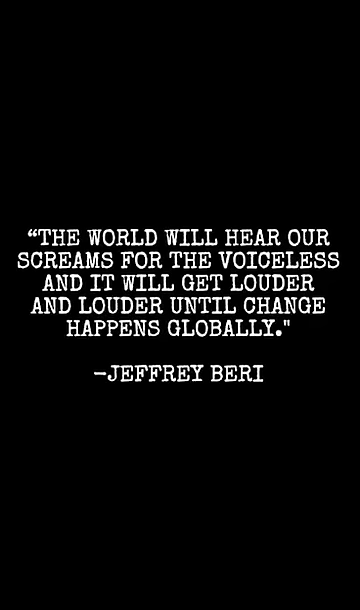 “THE WORLD WILL HEAR OUR
SCREAMS FOR THE VOICELESS
AND IT WILL GET LOUDER
AND LOUDER UNTIL CHANGE
HAPPENS GLOBALLY."
–JEFFREY BERI